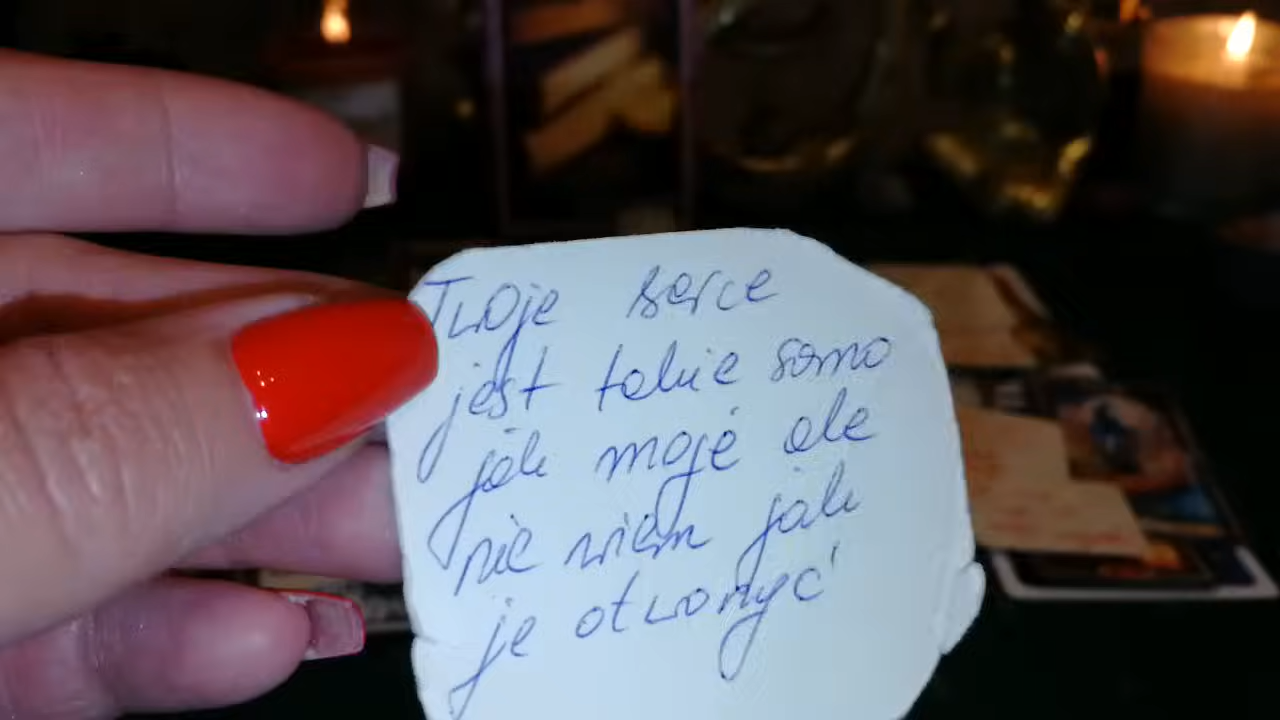 Twoje serce
jest takie samo
jak moje ale
nie wiem jak
je otworzyć